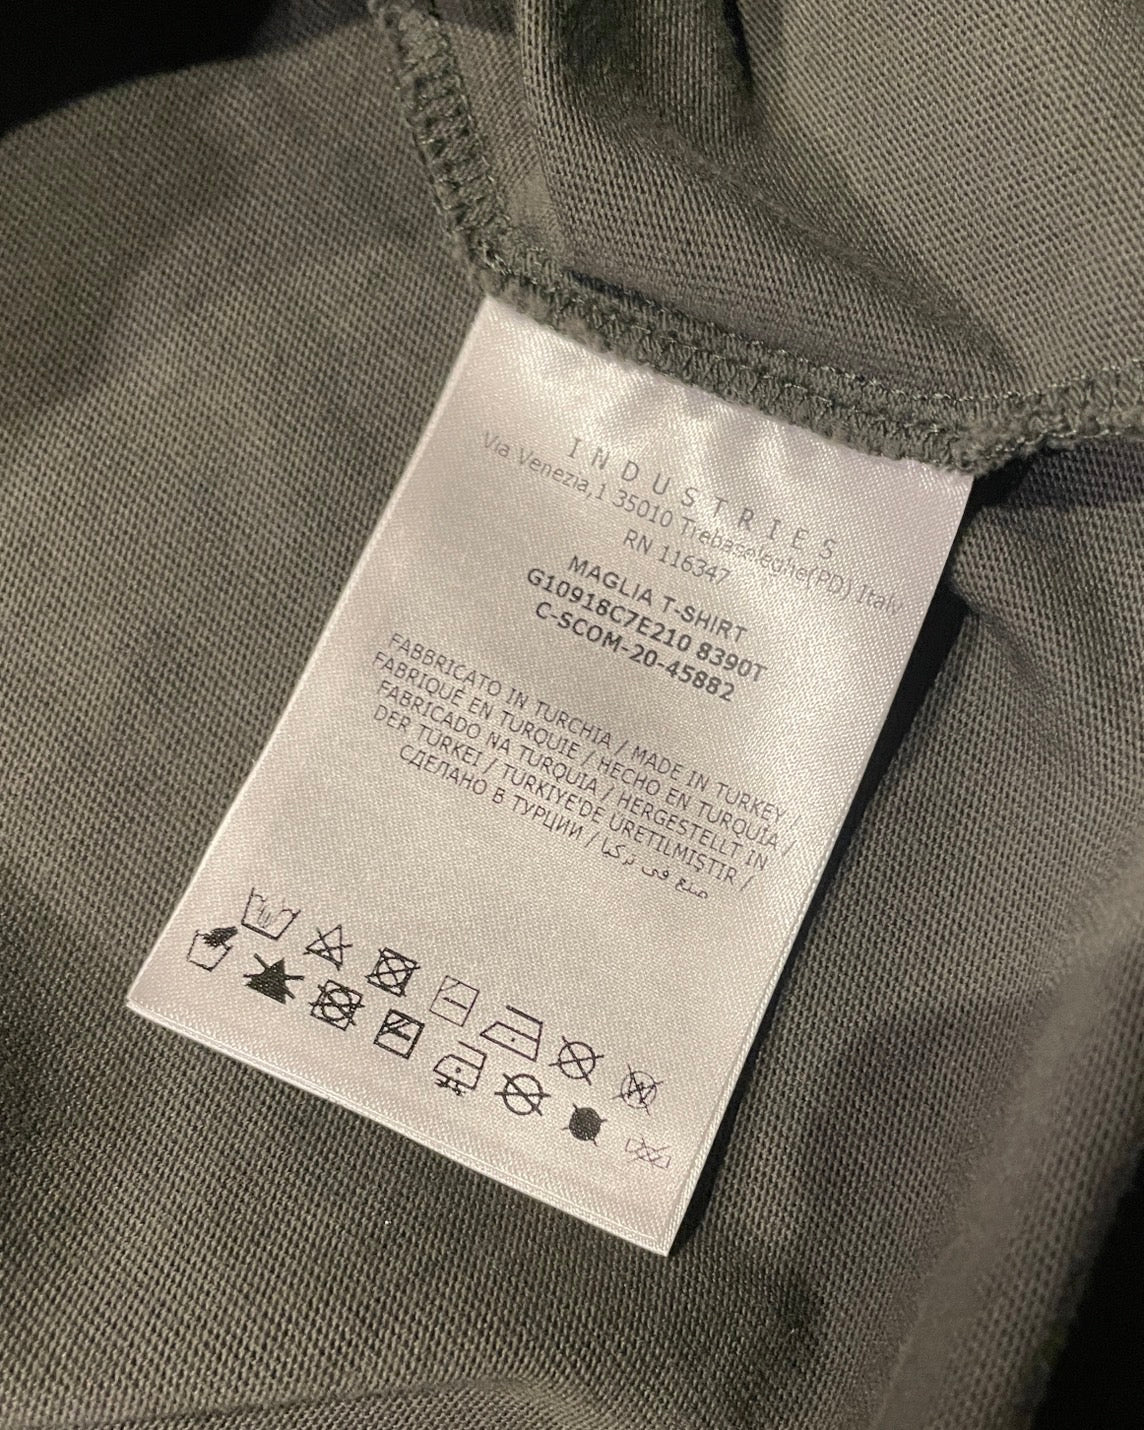 INDUSTRIES
Via Venezia,1 35010 Trebaseleghe(PD) Italy
RN 116347
MAGLIA T-SHIRT
G10918C7E210 8390T
C-SCOM-20-45882
FABBRICATO IN TURCHIA / MADE IN TURKEY /
FABRIQUÉ EN TURQUIE / HECHO EN TURQUÍA /
FABRICADO NA TURQUIA / HERGESTELLT IN
DER TÜRKEI / TÜRKIYE'DE ÜRETILMIŞTIR /
СДЕЛАНО В ТУРЦИИ / صنع في تركيا